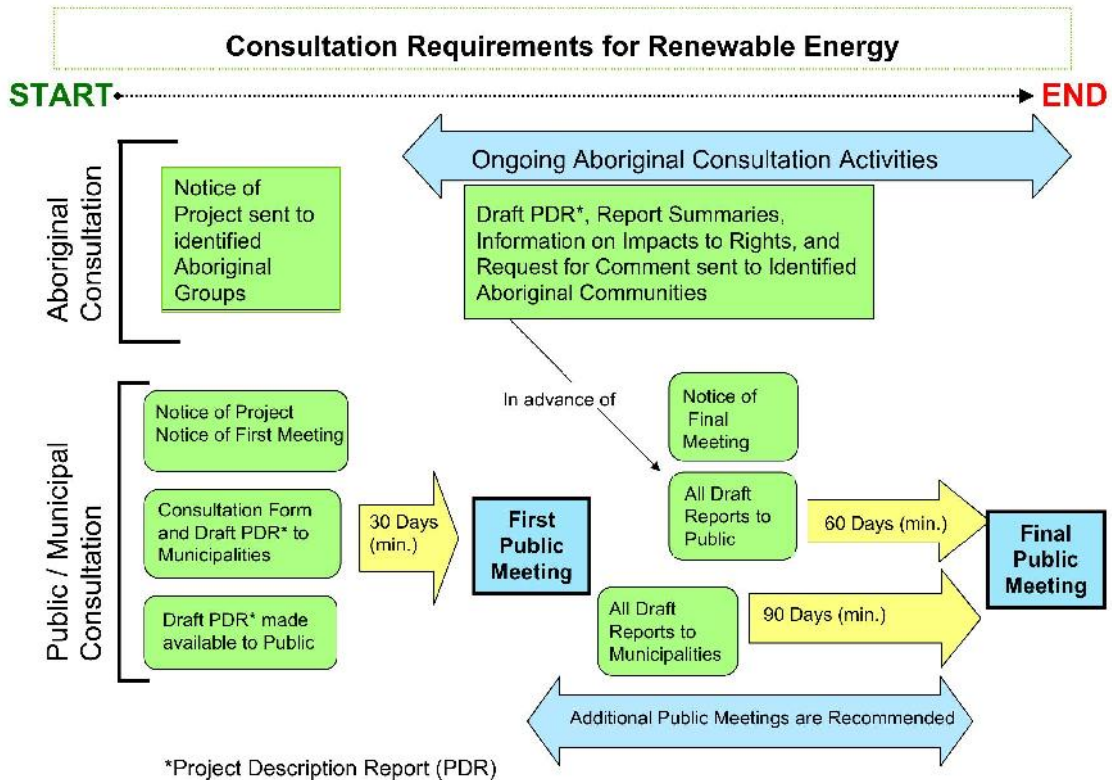 Consultation Requirements for Renewable Energy
START
END
Aboriginal
Consultation
Notice of
Project sent to
identified
Aboriginal
Groups
Ongoing Aboriginal Consultation Activities
Draft PDR*, Report Summaries,
Information on Impacts to Rights, and
Request for Comment sent to Identified
Aboriginal Communities
Public / Municipal
Consultation
Notice of Project
Notice of First Meeting
Consultation Form
and Draft PDR* to
Municipalities
Draft PDR* made
available to Public
30 Days
(min.)
First
Public
Meeting
In advance of
Notice of
Final
Meeting
All Draft
Reports to
Public
All Draft
Reports to
Municipalities
60 Days (min.)
90 Days (min.)
Final
Public
Meeting
Additional Public Meetings are Recommended
*Project Description Report (PDR)